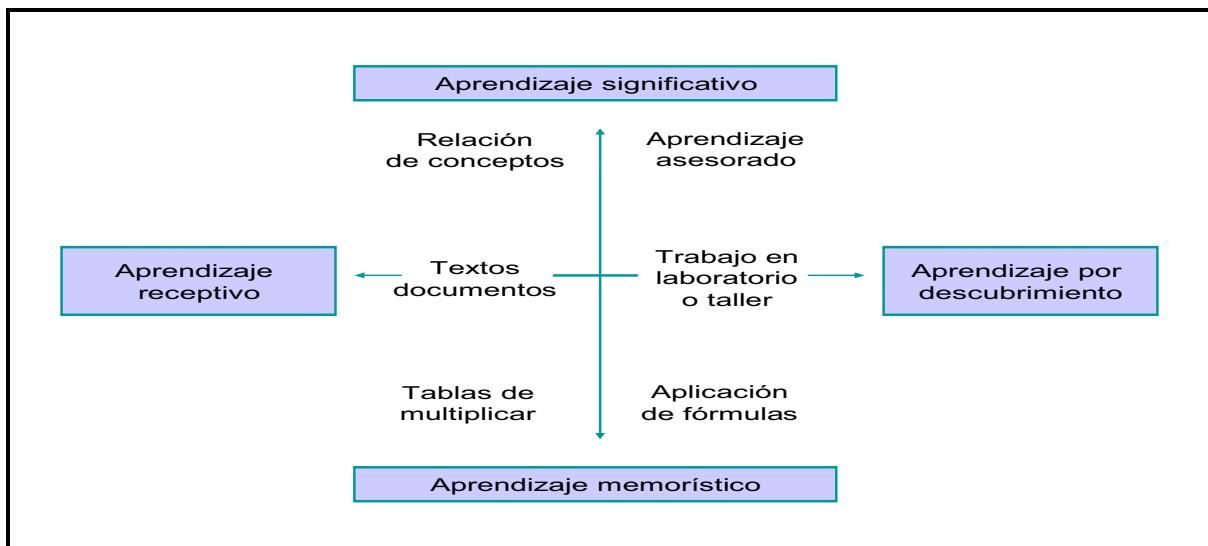 Aprendizaje significativo
Relación
de conceptos
Aprendizaje
asesorado
Aprendizaje
receptivo
Textos
documentos
Trabajo en
laboratorio
o taller
Aprendizaje por
descubrimiento
Tablas de
multiplicar
Aplicación
de fórmulas
Aprendizaje memorístico